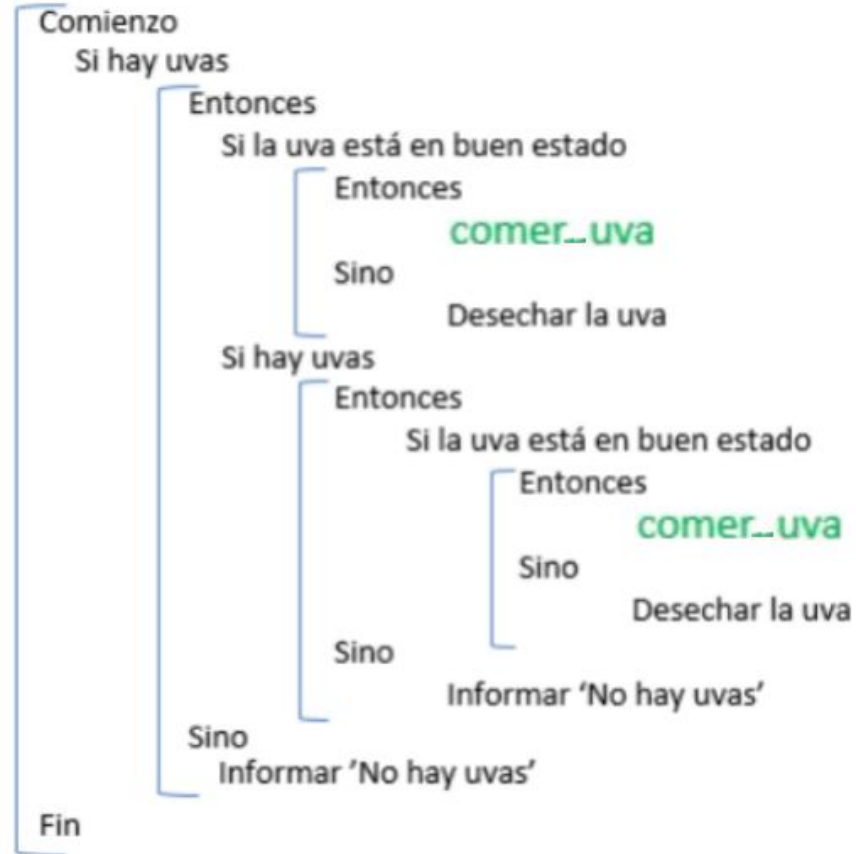 Comienzo
Si hay uvas
Entonces
Si la uva está en buen estado
Entonces
comer_uva
Sino
Desechar la uva
Si hay uvas
Entonces
Si la uva está en buen estado
Entonces
comer_uva
Sino
Desechar la uva
Sino
Informar ‘No hay uvas’
Sino
Informar ’No hay uvas’
Fin